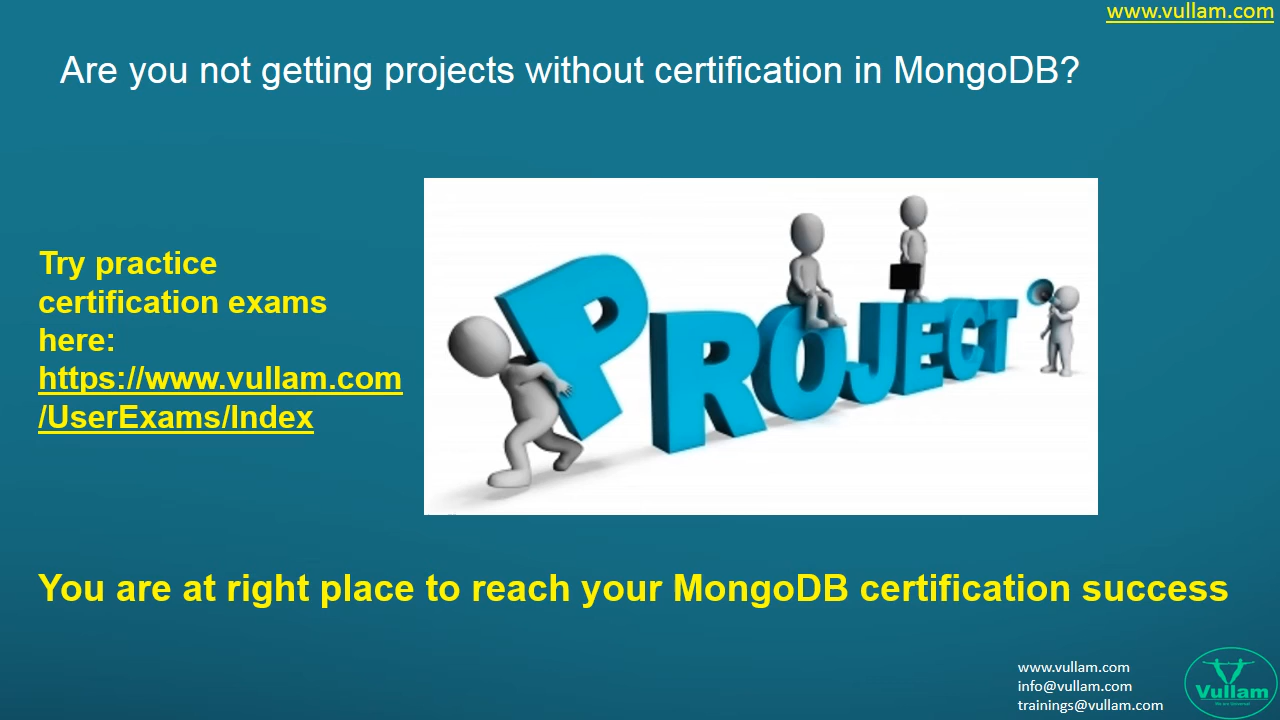 www.vullam.com
Are you not getting projects without certification in MongoDB?
Try practice
certification exams
here:
https://www.vullam.com
/UserExams/Index
PROJECT
You are at right place to reach your MongoDB certification success
www.vullam.com
info@vullam.com
trainings@vullam.com
Vullam